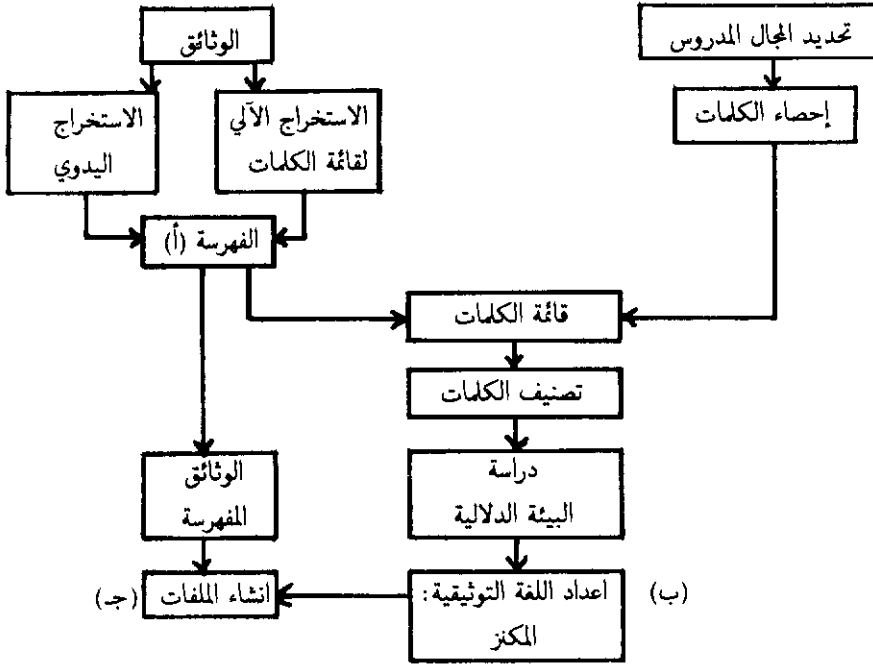 الوثائق
تحديد المجال المدروس
الاستخراج
اليدوي
الاستخراج الآلي
لقائمة الكلمات
إحصاء الكلمات
الفهرسة (أ)
قائمة الكلمات
تصنيف الكلمات
الوثائق
المفهرسة
دراسة
البيئة الدلالية
انشاء الملفات (جـ)
اعداد اللغة التوثيقية:
المكنز
(ب)